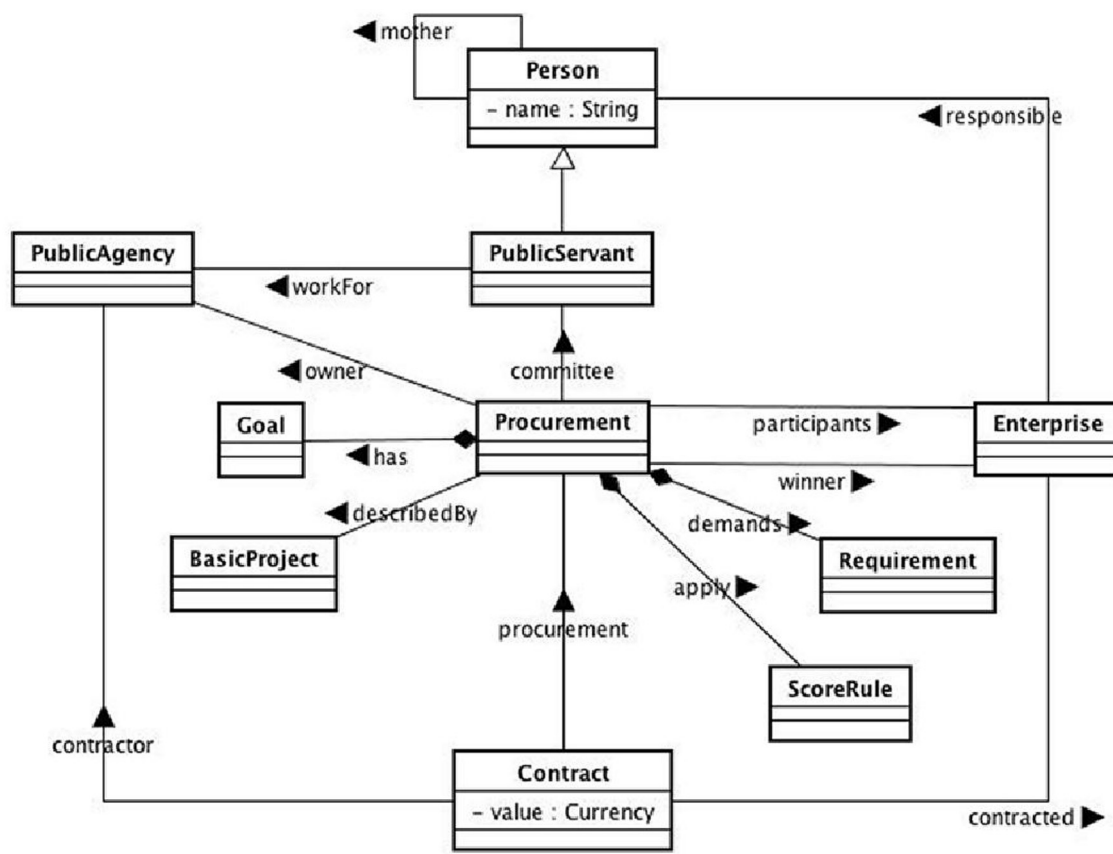 mother
Person
- name : String
responsible
PublicAgency
PublicServant
workFor
owner
committee
Goal
Procurement
participants
Enterprise
has
winner
describedBy
demands
BasicProject
Requirement
apply
procurement
ScoreRule
contractor
Contract
- value : Currency
contracted